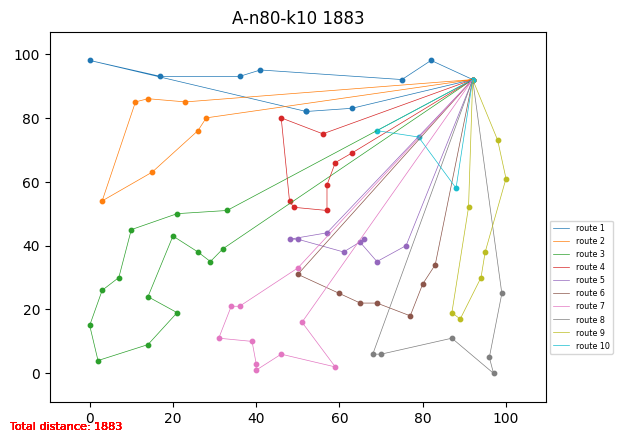 A-n80-k10 1883
100
80
60
40
20
0
0 20 40 60 80 100
route 1
route 2
route 3
route 4
route 5
route 6
route 7
route 8
route 9
route 10
Total distance: 1883